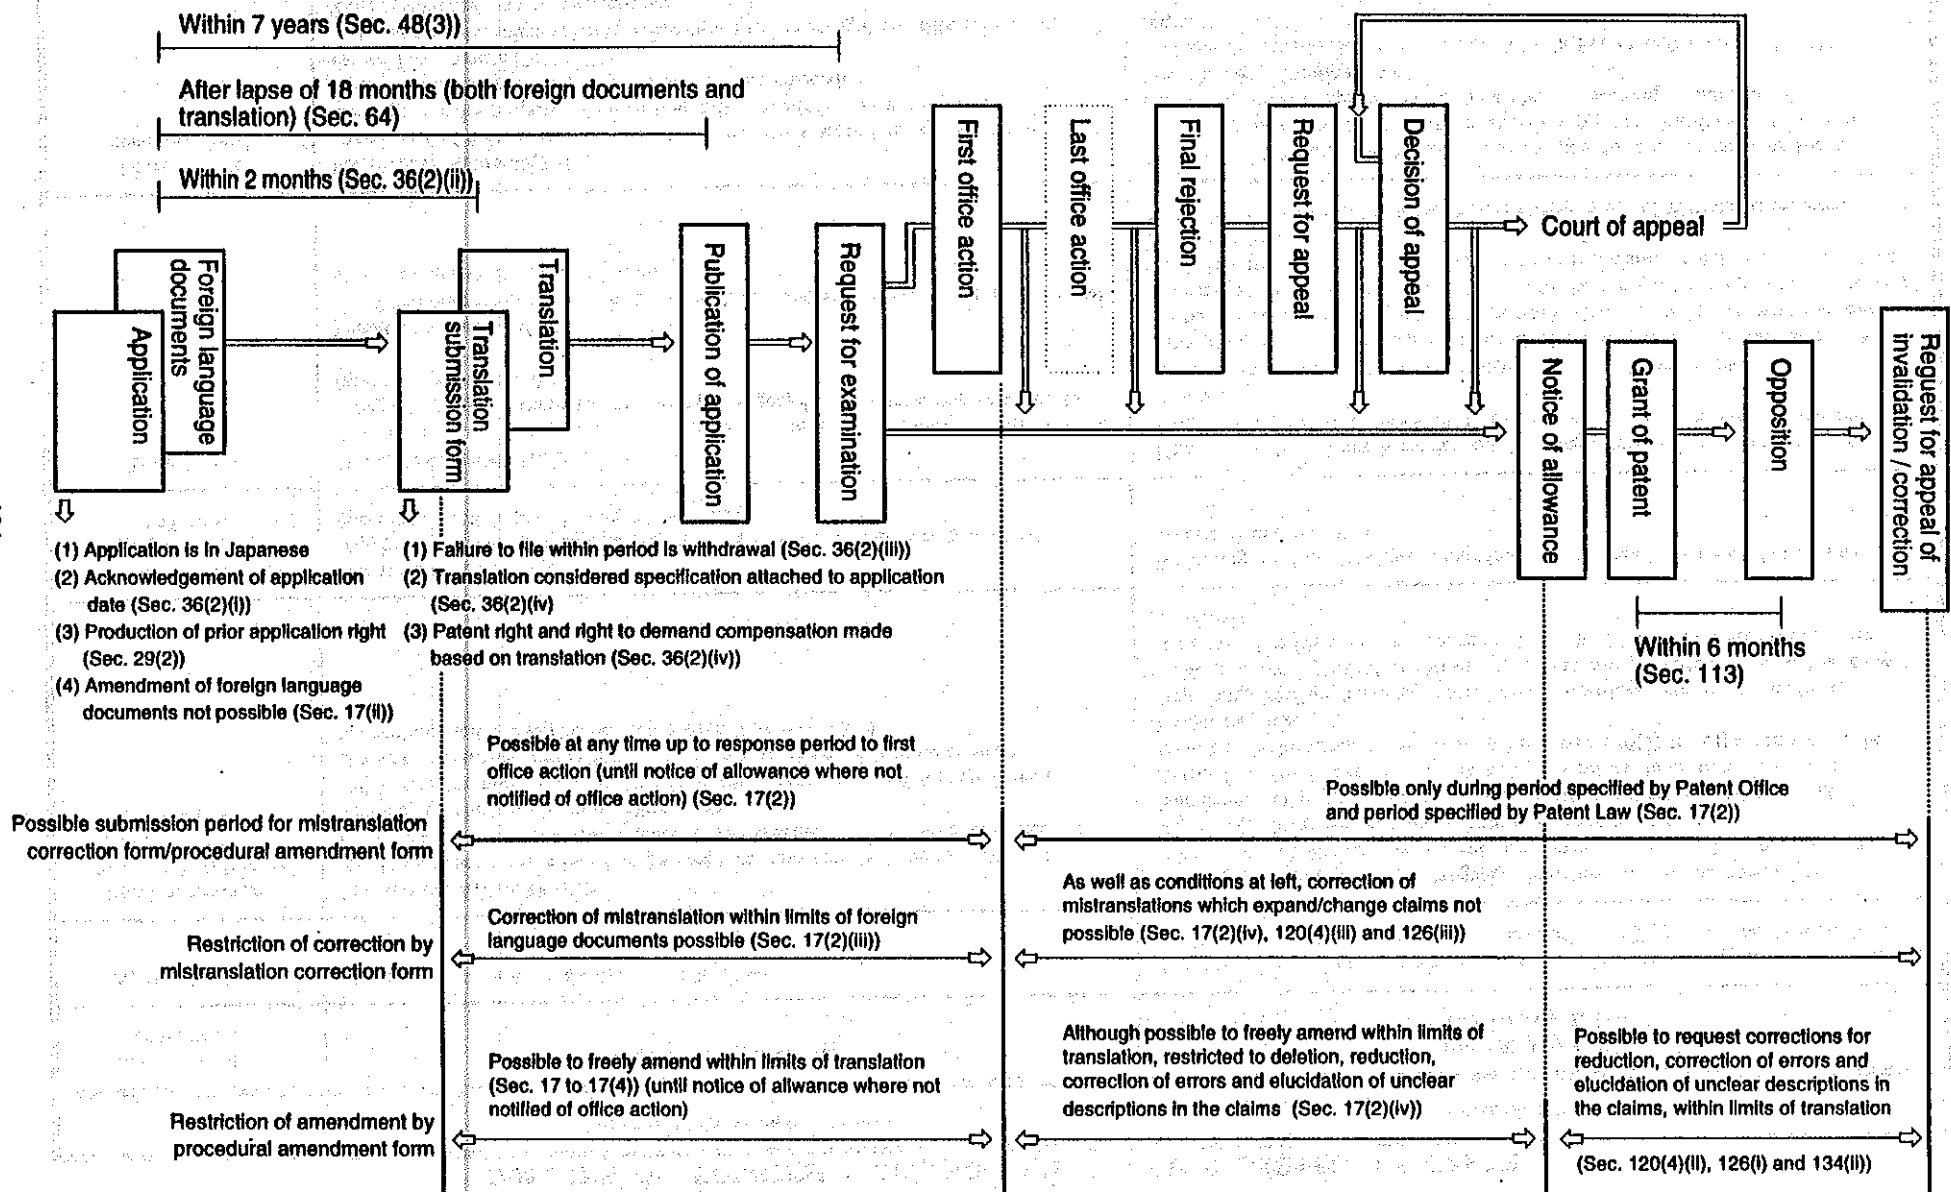 Within 7 years (Sec. 48(3))
After lapse of 18 months (both foreign documents and
translation) (Sec. 64)
Within 2 months (Sec. 36(2)(ii))
Foreign language
documents
Application
Translation
Translation
submission form
Publication of application
Request for examination
First office action
Last office action
Final rejection
Request for appeal
Decision of appeal
Court of appeal
Notice of allowance
Grant of patent
Opposition
Request for appeal of
invalidation / correction
Within 6 months
(Sec. 113)
(1) Application is in Japanese
(2) Acknowledgement of application
date (Sec. 36(2)(i))
(3) Production of prior application right
(Sec. 29(2))
(4) Amendment of foreign language
documents not possible (Sec. 17(ii))
(1) Failure to file within period is withdrawal (Sec. 36(2)(iii))
(2) Translation considered specification attached to application
(Sec. 36(2)(iv)
(3) Patent right and right to demand compensation made
based on translation (Sec. 36(2)(iv))
Possible submission period for mistranslation
correction form/procedural amendment form
Possible at any time up to response period to first
office action (until notice of allowance where not
notified of office action) (Sec. 17(2))
Possible only during period specified by Patent Office
and period specified by Patent Law (Sec. 17(2))
Restriction of correction by
mistranslation correction form
Correction of mistranslation within limits of foreign
language documents possible (Sec. 17(2)(iii))
As well as conditions at left, correction of
mistranslations which expand/change claims not
possible (Sec. 17(2)(iv), 120(4)(iii) and 126(iii))
Restriction of amendment by
procedural amendment form
Possible to freely amend within limits of translation
(Sec. 17 to 17(4)) (until notice of allwance where not
notified of office action)
Although possible to freely amend within limits of
translation, restricted to deletion, reduction,
correction of errors and elucidation of unclear
descriptions in the claims (Sec. 17(2)(iv))
Possible to request corrections for
reduction, correction of errors and
elucidation of unclear descriptions in
the claims, within limits of translation
(Sec. 120(4)(ii), 126(i) and 134(ii))